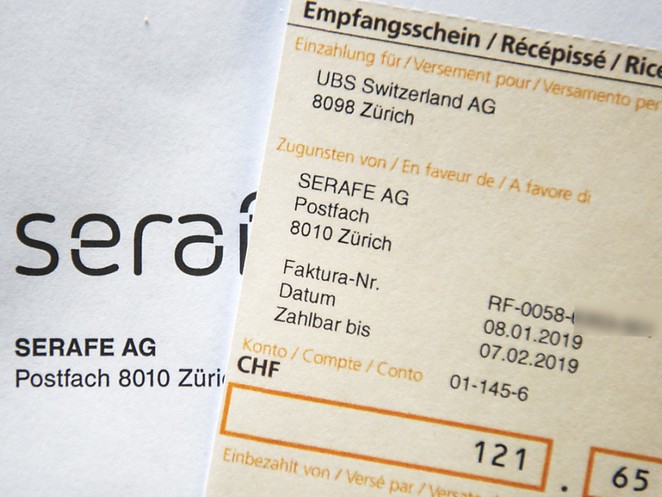 seraf
SERAFE AG
Postfach 8010 Züri
Empfangsschein / Récépissé / Rice
Einzahlung für / Versement pour / Versamento per
UBS Switzerland AG
8098 Zürich
Zugunsten von / En faveur de / A favore di
SERAFE AG
Postfach
8010 Zürich
Faktura-Nr. RF-0058-
Datum 08.01.2019
Zahlbar bis 07.02.2019
Konto / Compte / Conto 01-145-6
CHF
121 . 65
Einbezahlt von / Versé par / Versato